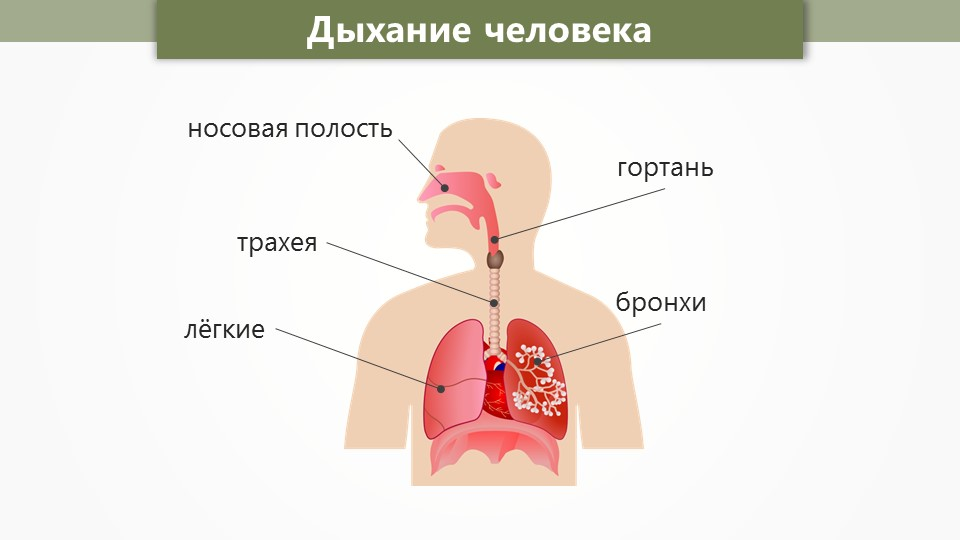 Дыхание человека
носовая полость
гортань
трахея
бронхи
лёгкие